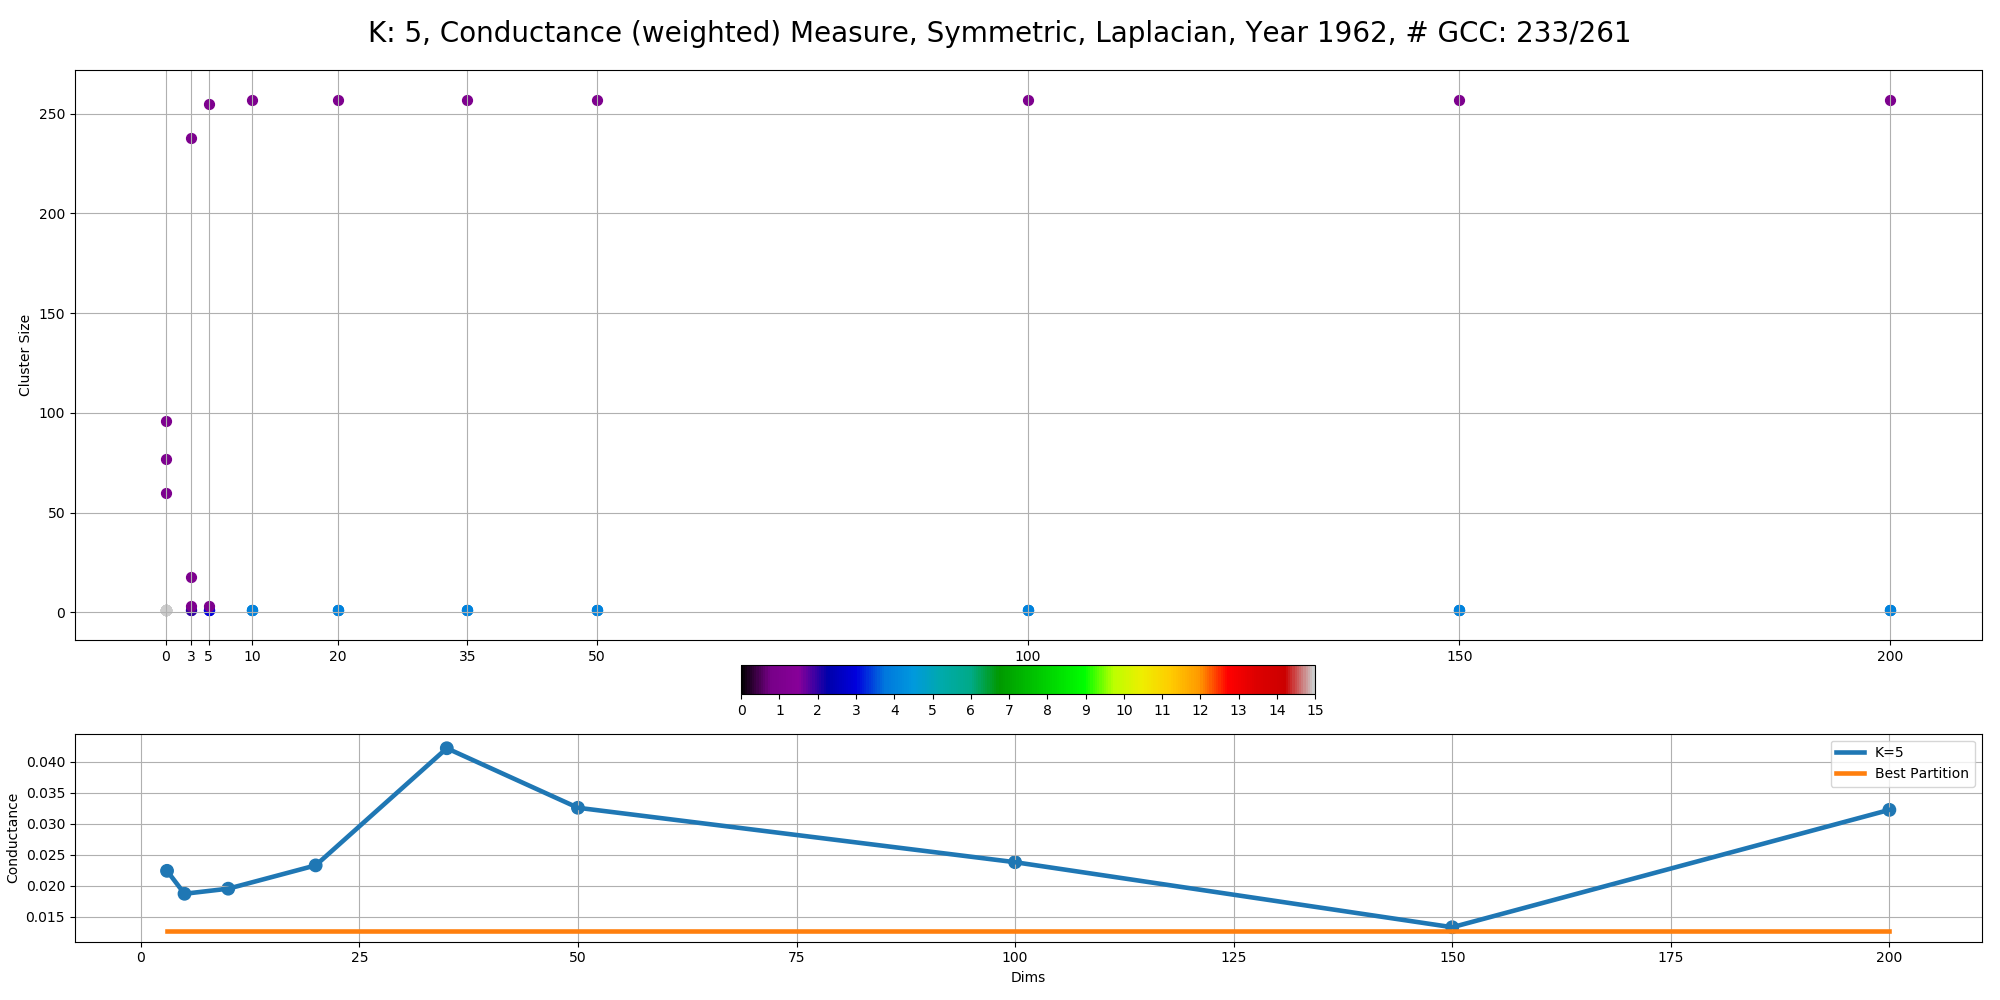 K: 5, Conductance (weighted) Measure, Symmetric, Laplacian, Year 1962, # GCC: 233/261
250
200
150
100
50
0
Cluster Size
0 3 5 10 20 35 50 100 150 200
0 1 2 3 4 5 6 7 8 9 10 11 12 13 14 15
0.040
0.035
0.030
0.025
0.020
0.015
Conductance
K=5
Best Partition
0 25 50 75 100 125 150 175 200
Dims